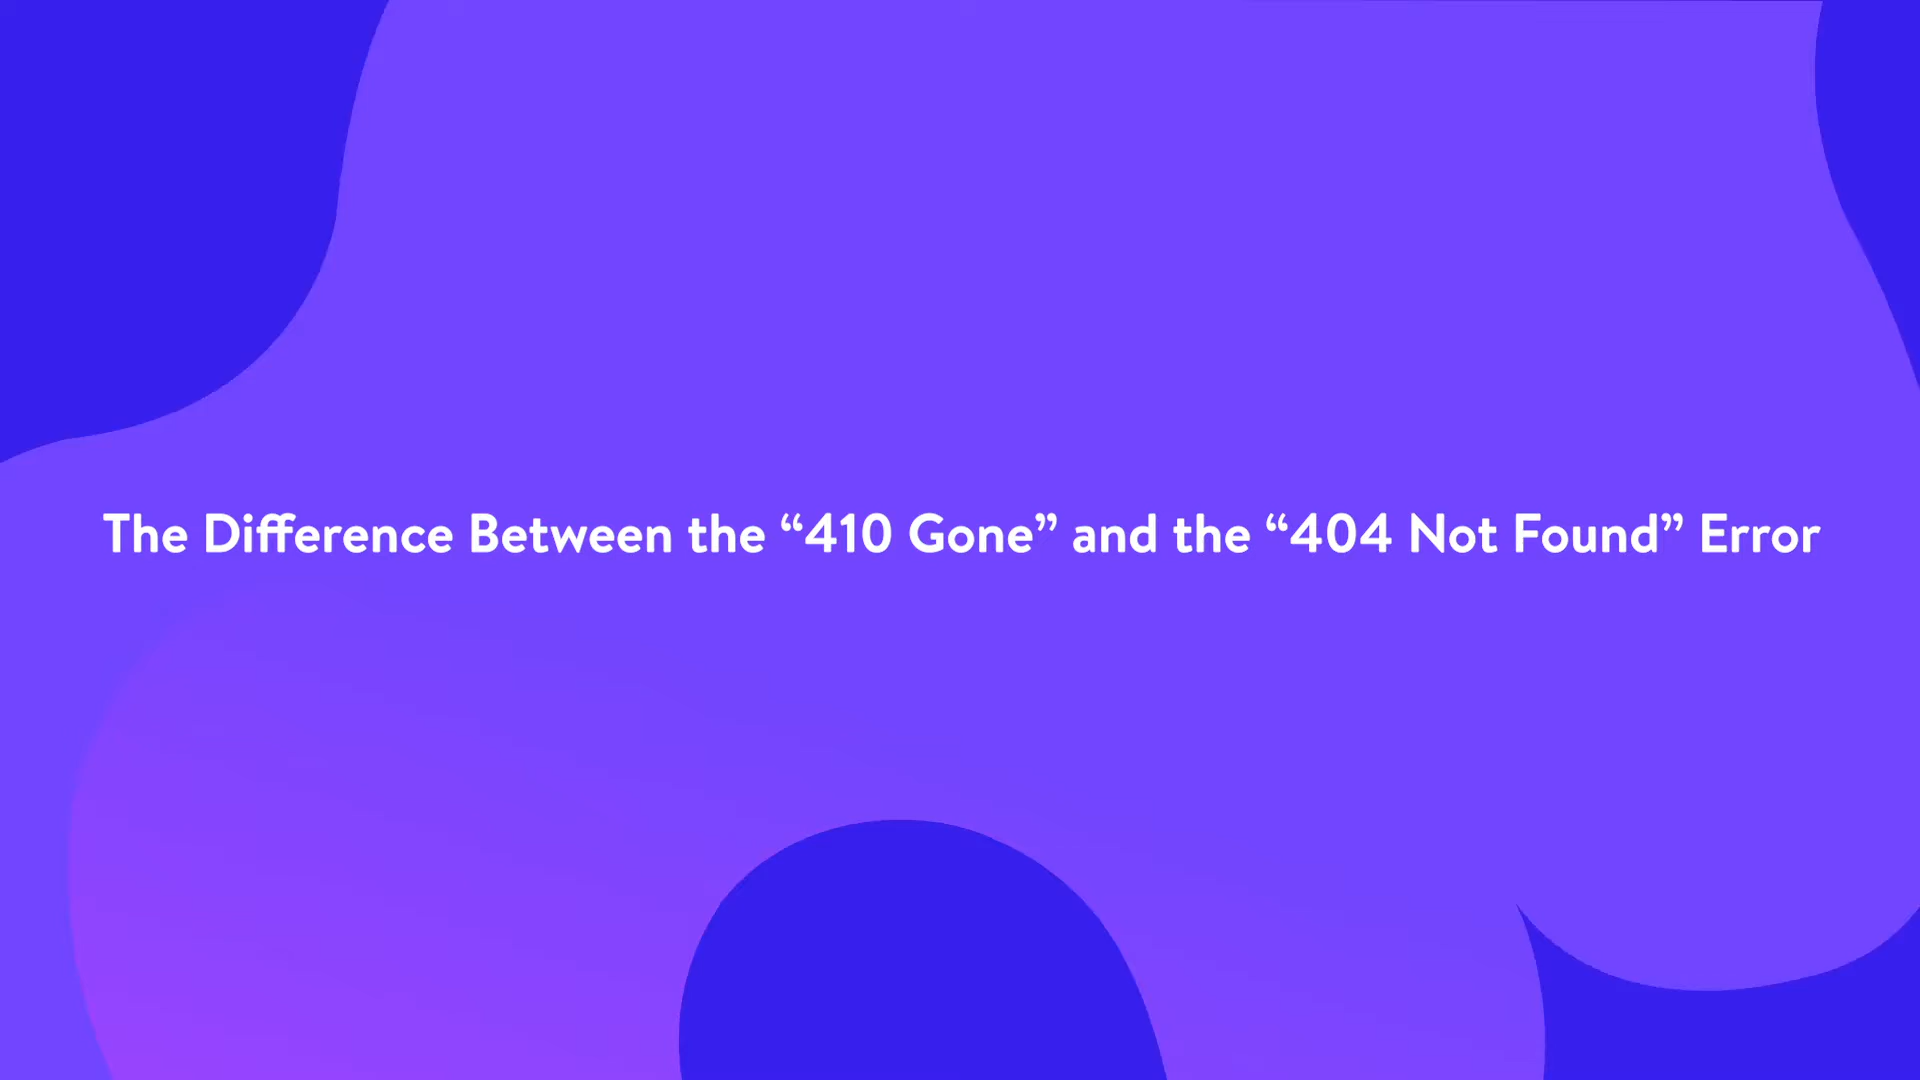 The Difference Between the “410 Gone” and the “404 Not Found” Error